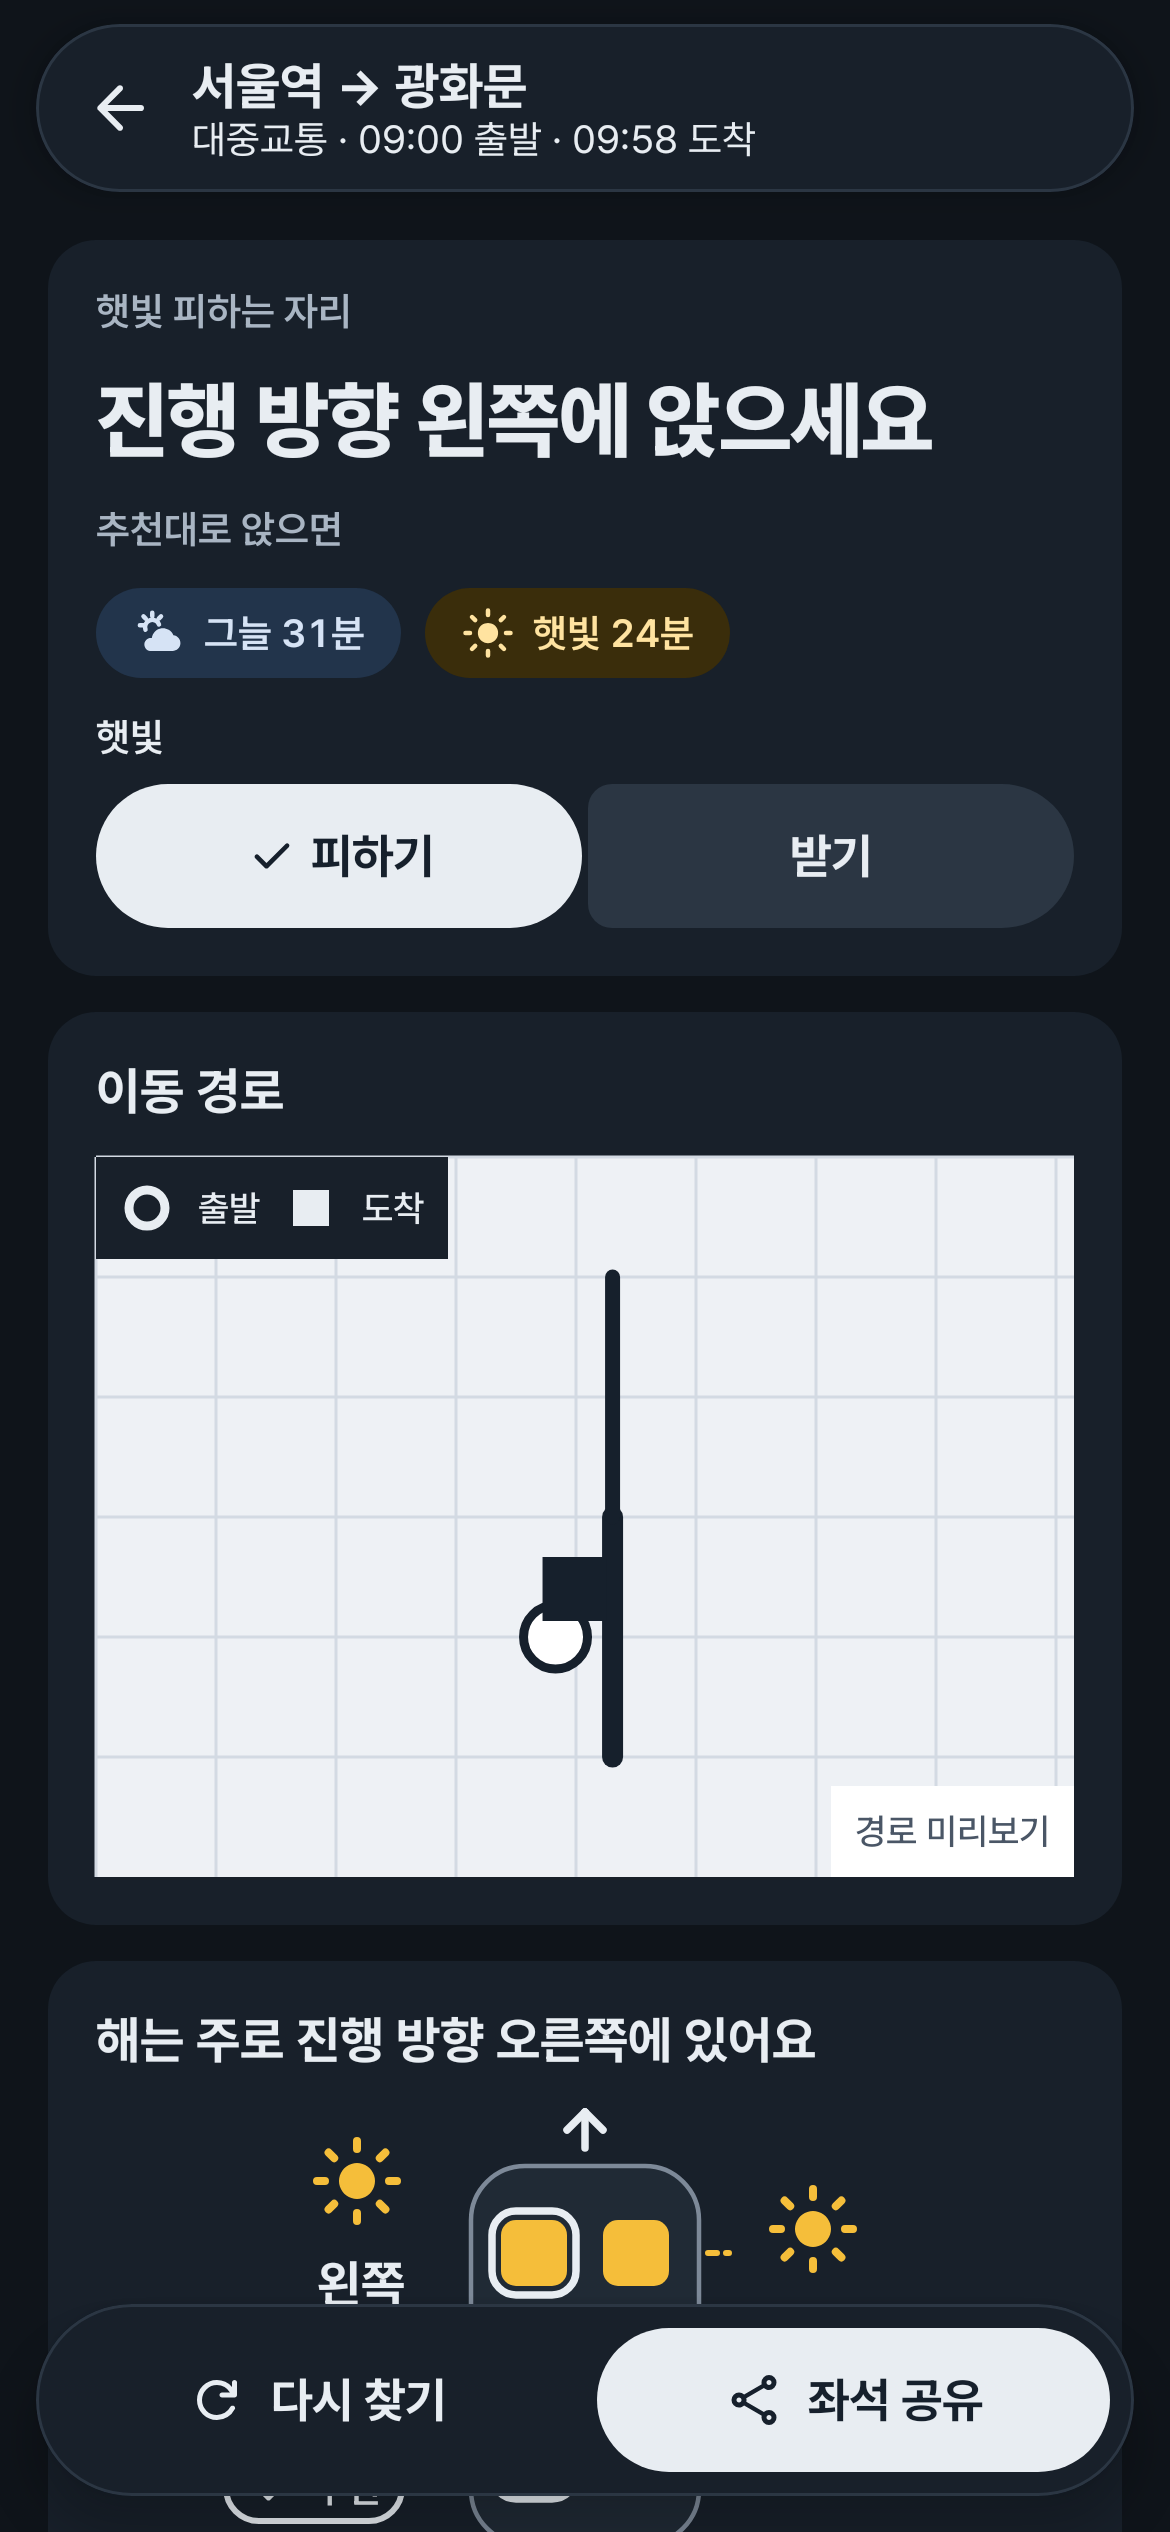 서울역 → 광화문
대중교통 · 09:00 출발 · 09:58 도착
햇빛 피하는 자리
진행 방향 왼쪽에 앉으세요
추천대로 앉으면
그늘 31분
햇빛 24분
햇빛
피하기
받기
이동 경로
출발
도착
경로 미리보기
해는 주로 진행 방향 오른쪽에 있어요
왼쪽
다시 찾기
좌석 공유